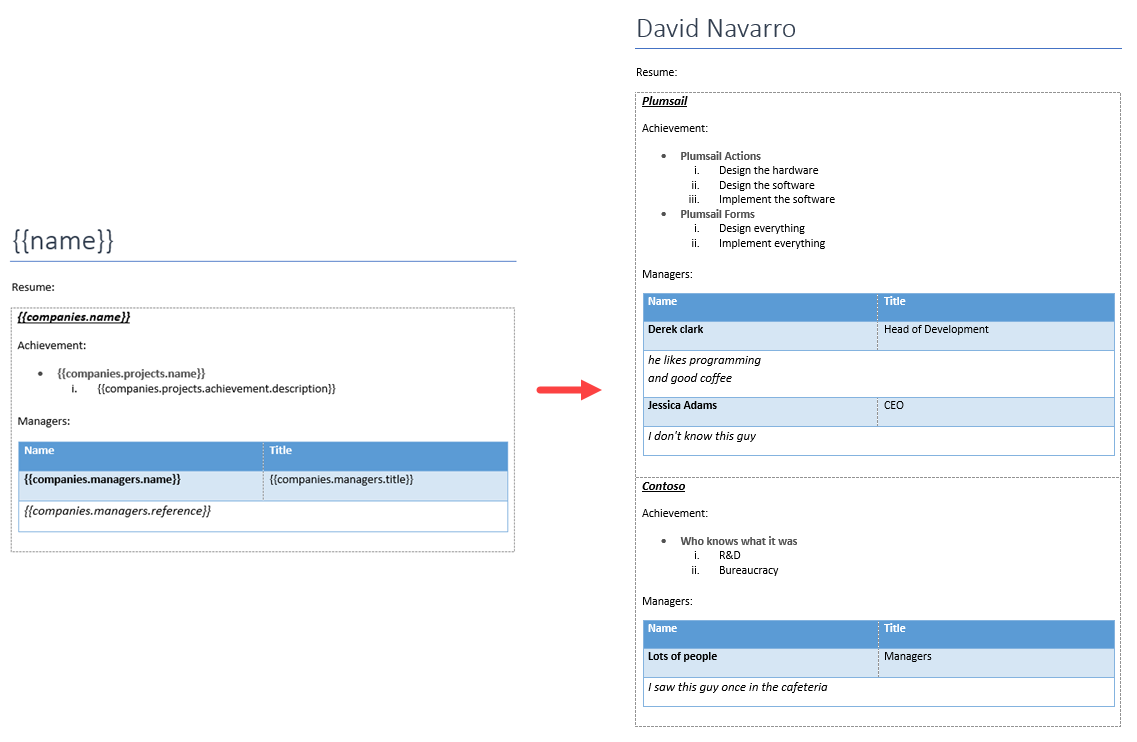 {{name}}
Resume:
{{companies.name}}
Achievement:
• {{companies.projects.name}}
i. {{companies.projects.achievement.description}}
Managers:
Name Title
{{companies.managers.name}} {{companies.managers.title}}
{{companies.managers.reference}}
David Navarro
Resume:
Plumsail
Achievement:
• Plumsail Actions
i. Design the hardware
ii. Design the software
iii. Implement the software
• Plumsail Forms
i. Design everything
ii. Implement everything
Managers:
Name Title
Derek clark Head of Development
he likes programming
and good coffee
Jessica Adams CEO
I don't know this guy
Contoso
Achievement:
• Who knows what it was
i. R&D
ii. Bureaucracy
Managers:
Name Title
Lots of people Managers
I saw this guy once in the cafeteria